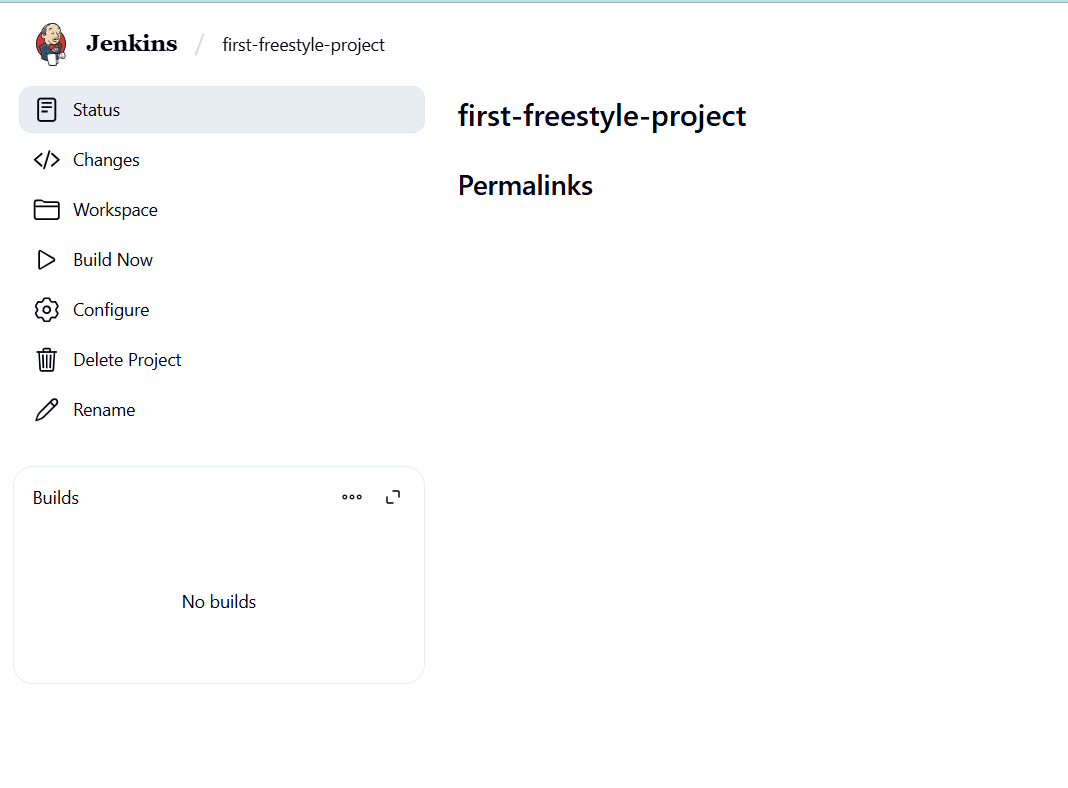 Jenkins / first-freestyle-project
Status
Changes
Workspace
Build Now
Configure
Delete Project
Rename
Builds
No builds
first-freestyle-project
Permalinks